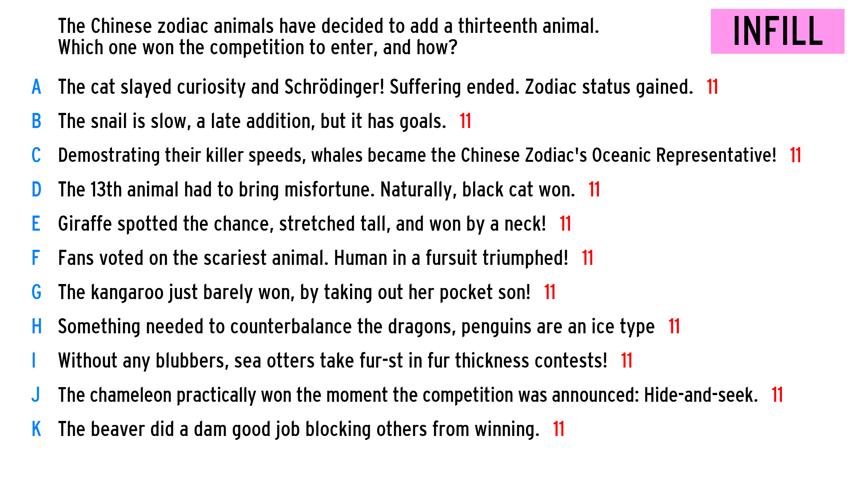 The Chinese zodiac animals have decided to add a thirteenth animal.
Which one won the competition to enter, and how?
INFILL
A The cat slayed curiosity and Schrödinger! Suffering ended. Zodiac status gained. 11
B The snail is slow, a late addition, but it has goals. 11
C Demostrating their killer speeds, whales became the Chinese Zodiac's Oceanic Representative! 11
D The 13th animal had to bring misfortune. Naturally, black cat won. 11
E Giraffe spotted the chance, stretched tall, and won by a neck! 11
F Fans voted on the scariest animal. Human in a fursuit triumphed! 11
G The kangaroo just barely won, by taking out her pocket son! 11
H Something needed to counterbalance the dragons, penguins are an ice type 11
I Without any blubbers, sea otters take fur-st in fur thickness contests! 11
J The chameleon practically won the moment the competition was announced: Hide-and-seek. 11
K The beaver did a dam good job blocking others from winning. 11